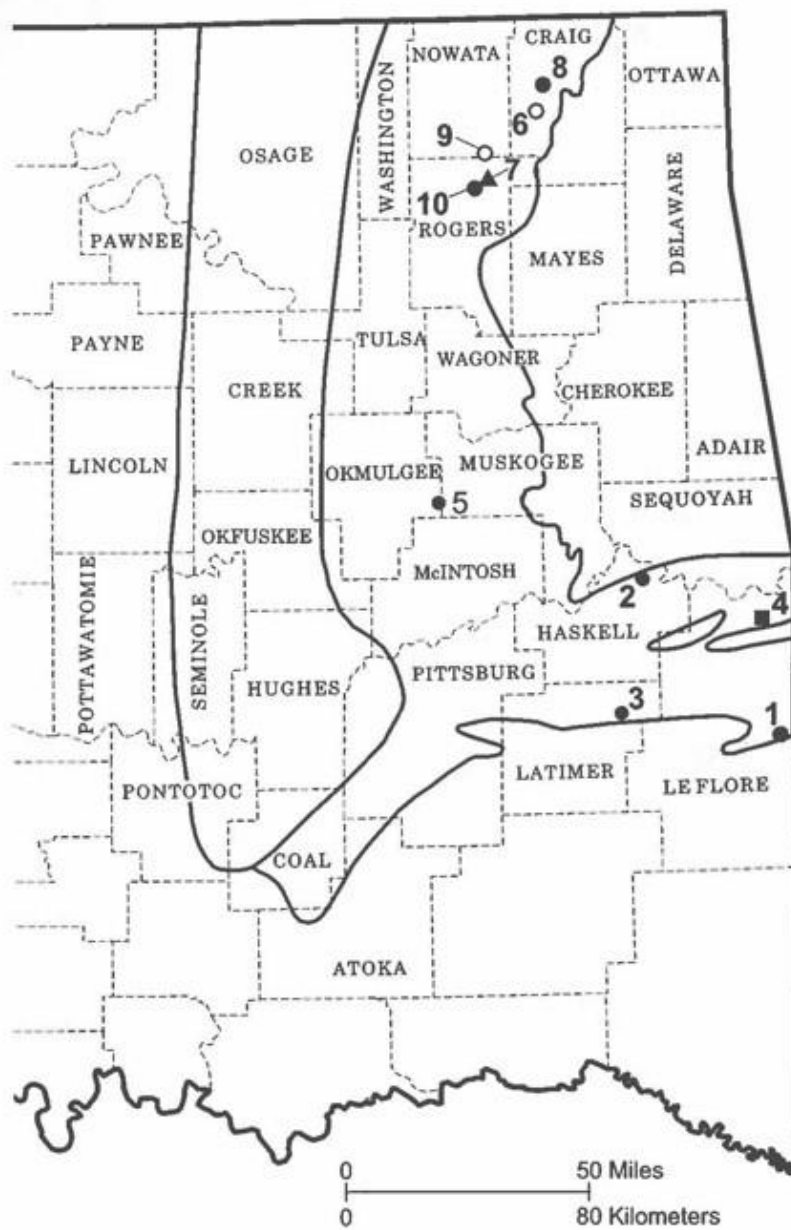 NOWATA
CRAIG
8
OTTAWA
WASHINGTON
6
OSAGE
9
7
10
ROGERS
DELAWARE
PAWNEE
MAYES
PAYNE
TULSA
WAGONER
CREEK
CHEROKEE
LINCOLN
OKMULGEE
MUSKOGEE
ADAIR
5
SEQUOYAH
OKFUSKEE
McINTOSH
2
4
POTTAWATOMIE
SEMINOLE
HASKELL
HUGHES
PITTSBURG
3
1
PONTOTOC
LATIMER
LE FLORE
COAL
ATOKA
0 50 Miles
0 80 Kilometers